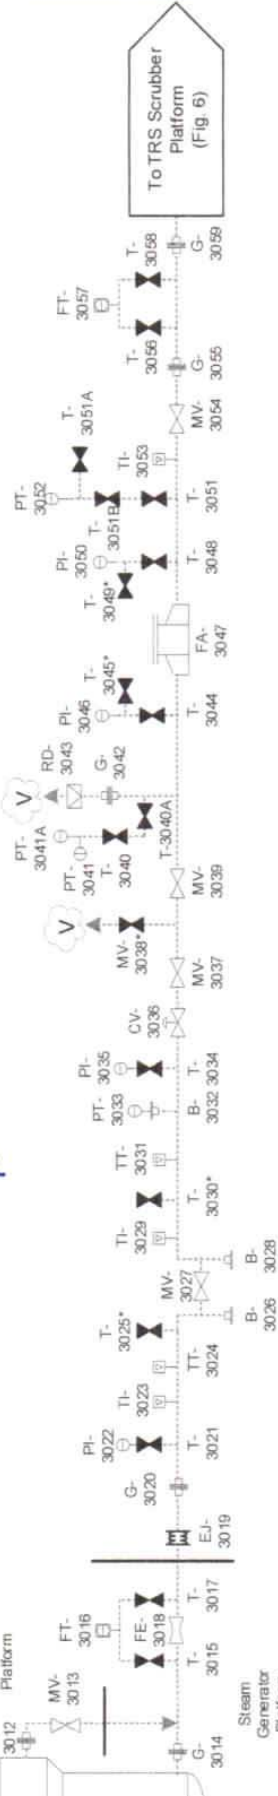 To TRS Scrubber
Platform
(Fig. 6)
G-
3059
T-
3058
FT-
3057
T-
3056
G-
3055
MV-
3054
TI-
3053
T-
3051A
PT-
3052
T-
3051B
T-
3051
PI-
3050
T-
3049*
T-
3048
FA-
3047
PI-
3046
T-
3045*
T-
3044
V
RD-
3043
G-
3042
PT-
3041A
PT-
3041
T-
3040
T-3040A
MV-
3039
V
MV-
3038*
MV-
3037
CV-
3036
PI-
3035
T-
3034
PT-
3033
B-
3032
TT-
3031
T-
3030*
TI-
3029
B-
3028
MV-
3027
B-
3026
T-
3025*
TT-
3024
TI-
3023
PI-
3022
T-
3021
G-
3020
EJ-
3019
FE-
3018
T-
3017
FT-
3016
T-
3015
G-
3014
MV-
3013
3012
Platform
Steam
Generator